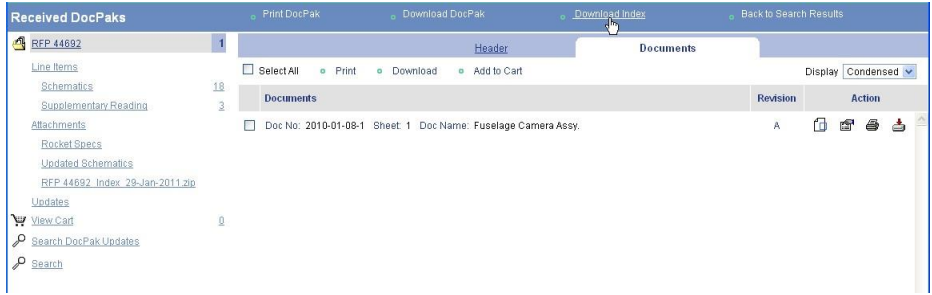 Received DocPaks
Print DocPak Download DocPak Download Index Back to Search Results
RFP 44692 1
Line Items
Schematics 18
Supplementary Reading 3
Attachments
Rocket Specs
Updated Schematics
RFP 44692_Index_29-Jan-2011.zip
Updates
View Cart 0
Search DocPak Updates
Search
Header Documents
Select All Print Download Add to Cart Display Condensed
Documents Revision Action
Doc No: 2010-01-08-1 Sheet: 1 Doc Name: Fuselage Camera Assy. A